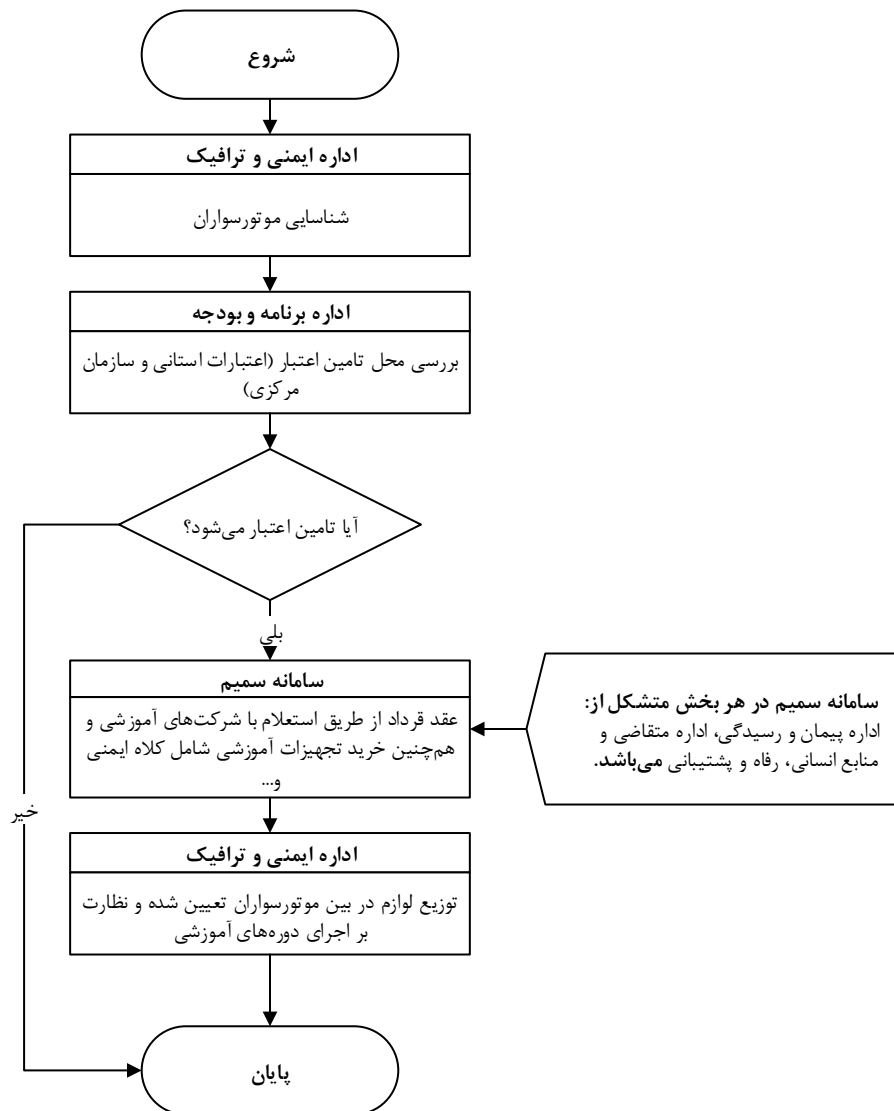 شروع
اداره ایمنی و ترافیک
شناسایی موتورسواران
اداره برنامه و بودجه
بررسی محل تامین اعتبار (اعتبارات استانی و سازمان
مرکزی)
آیا تامین اعتبار می‌شود؟
بلی
سامانه سمیم
عقد قرداد از طریق استعلام با شرکت‌های آموزشی و
هم‌چنین خرید تجهیزات آموزشی شامل کلاه ایمنی
و...
سامانه سمیم در هر بخش متشکل از:
اداره پیمان و رسیدگی، اداره متقاضی و
منابع انسانی، رفاه و پشتیبانی می‌باشد.
خیر
اداره ایمنی و ترافیک
توزیع لوازم در بین موتورسواران تعیین شده و نظارت
بر اجرای دوره‌های آموزشی
پایان